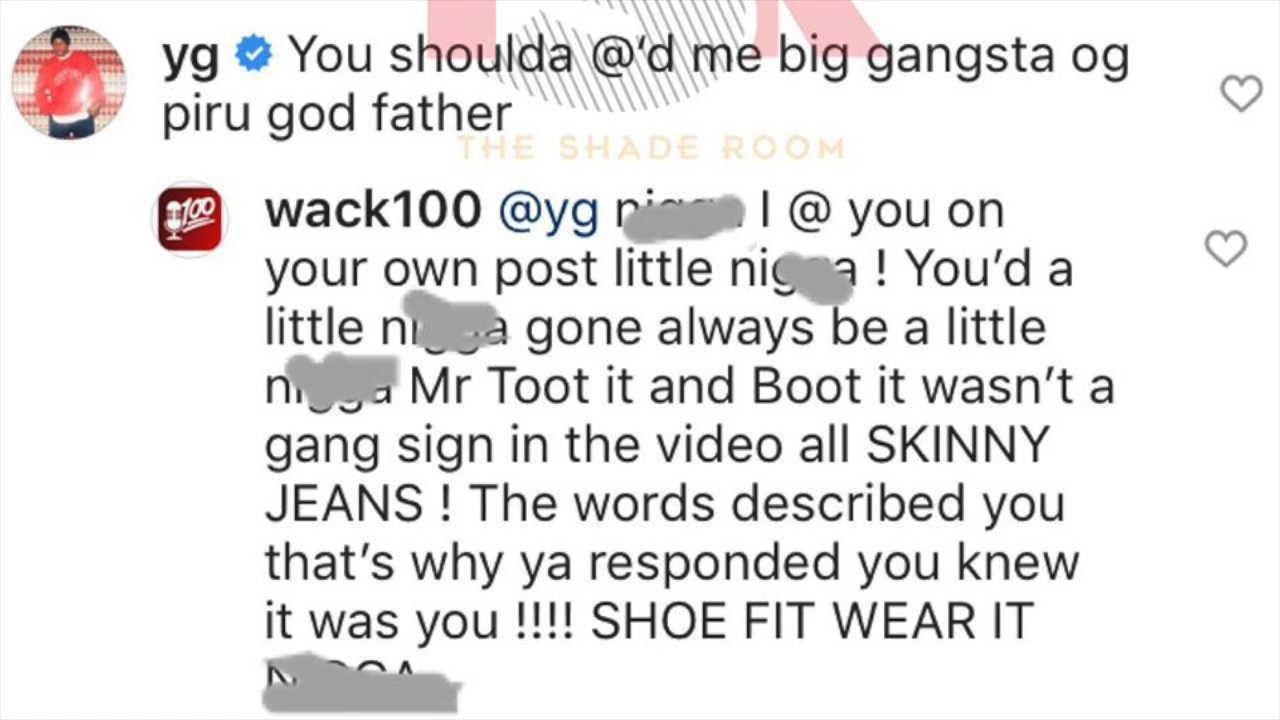 yg You shoulda @'d me big gangsta og
piru god father
THE SHADE ROOM
100
wack100 @yg I @ you on
your own post little ! You'd a
little gone always be a little
Mr Toot it and Boot it wasn't a
gang sign in the video all SKINNY
JEANS ! The words described you
that's why ya responded you knew
it was you !!!! SHOE FIT WEAR IT